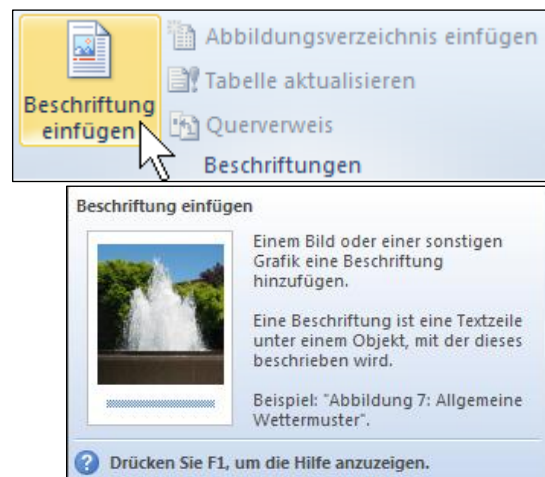 Beschriftung
einfügen
Abbildungsverzeichnis einfügen
Tabelle aktualisieren
Querverweis
Beschriftungen
Beschriftung einfügen
Einem Bild oder einer sonstigen
Grafik eine Beschriftung
hinzufügen.
Eine Beschriftung ist eine Textzeile
unter einem Objekt, mit der dieses
beschrieben wird.
Beispiel: "Abbildung 7: Allgemeine
Wettermuster".
Drücken Sie F1, um die Hilfe anzuzeigen.